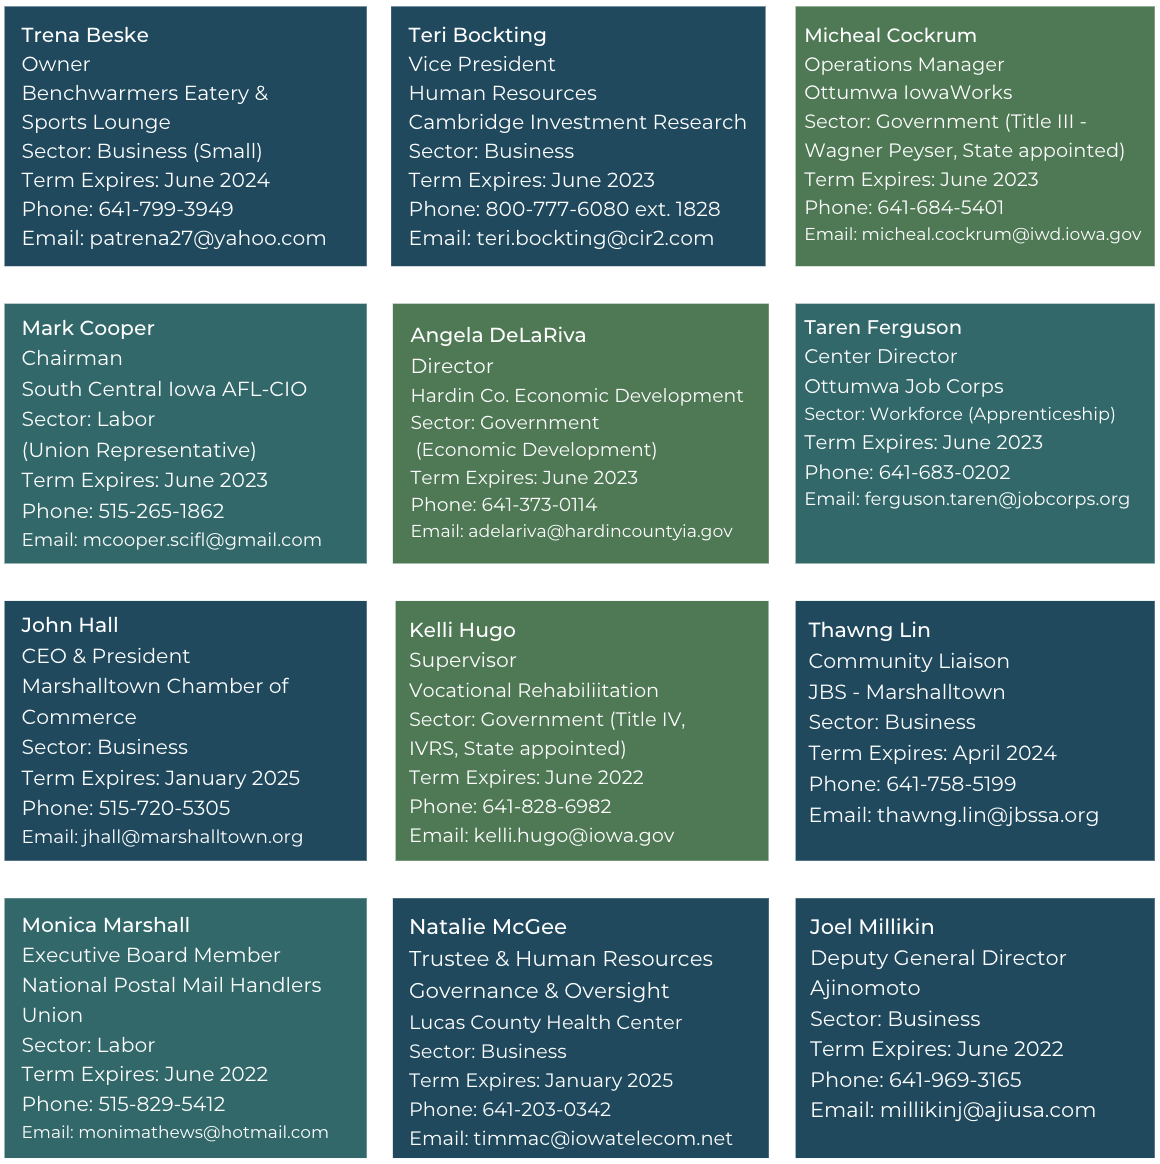 Trena Beske
Owner
Benchwarmers Eatery &
Sports Lounge
Sector: Business (Small)
Term Expires: June 2024
Phone: 641-799-3949
Email: patrena27@yahoo.com
Teri Bockting
Vice President
Human Resources
Cambridge Investment Research
Sector: Business
Term Expires: June 2023
Phone: 800-777-6080 ext. 1828
Email: teri.bockting@cir2.com
Micheal Cockrum
Operations Manager
Ottumwa IowaWorks
Sector: Government (Title III -
Wagner Peyser, State appointed)
Term Expires: June 2023
Phone: 641-684-5401
Email: micheal.cockrum@iwd.iowa.gov
Mark Cooper
Chairman
South Central Iowa AFL-CIO
Sector: Labor
(Union Representative)
Term Expires: June 2023
Phone: 515-265-1862
Email: mcooper.scifl@gmail.com
Angela DeLaRiva
Director
Hardin Co. Economic Development
Sector: Government
(Economic Development)
Term Expires: June 2023
Phone: 641-373-0114
Email: adelariva@hardincountyia.gov
Taren Ferguson
Center Director
Ottumwa Job Corps
Sector: Workforce (Apprenticeship)
Term Expires: June 2023
Phone: 641-683-0202
Email: ferguson.taren@jobcorps.org
John Hall
CEO & President
Marshalltown Chamber of
Commerce
Sector: Business
Term Expires: January 2025
Phone: 515-720-5305
Email: jhall@marshalltown.org
Kelli Hugo
Supervisor
Vocational Rehabiliitation
Sector: Government (Title IV,
IVRS, State appointed)
Term Expires: June 2022
Phone: 641-828-6982
Email: kelli.hugo@iowa.gov
Thawng Lin
Community Liaison
JBS - Marshalltown
Sector: Business
Term Expires: April 2024
Phone: 641-758-5199
Email: thawng.lin@jbssa.org
Monica Marshall
Executive Board Member
National Postal Mail Handlers
Union
Sector: Labor
Term Expires: June 2022
Phone: 515-829-5412
Email: monimathews@hotmail.com
Natalie McGee
Trustee & Human Resources
Governance & Oversight
Lucas County Health Center
Sector: Business
Term Expires: January 2025
Phone: 641-203-0342
Email: timmac@iowatelecom.net
Joel Millikin
Deputy General Director
Ajinomoto
Sector: Business
Term Expires: June 2022
Phone: 641-969-3165
Email: millikinj@ajiusa.com